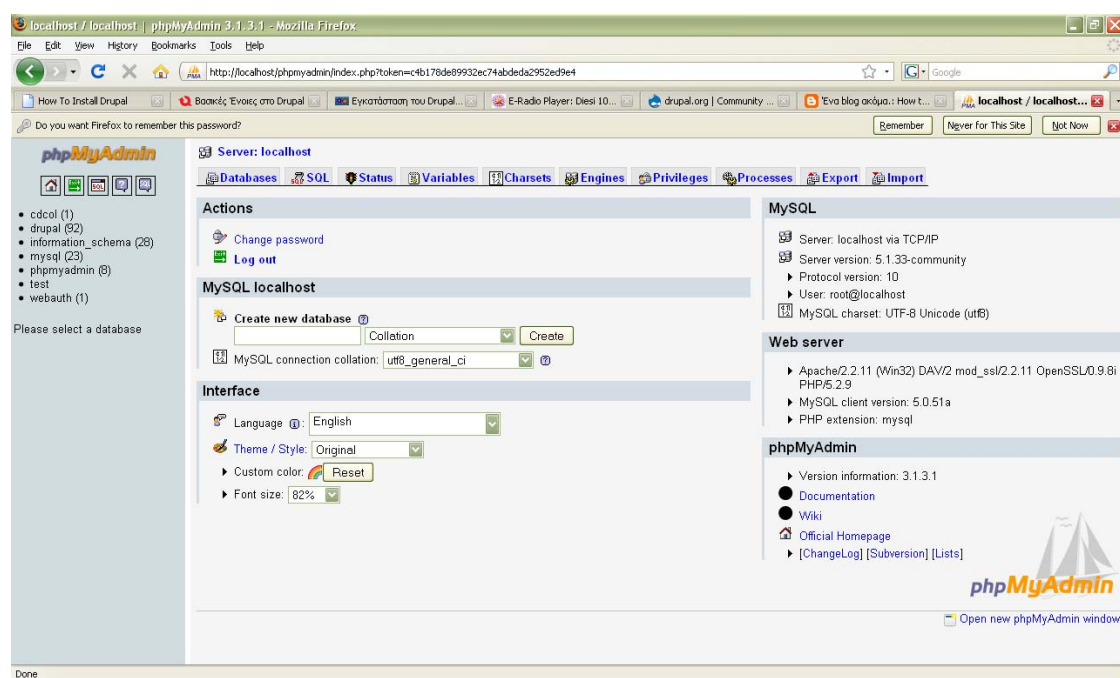 localhost / localhost | phpMyAdmin 3.1.3.1 - Mozilla Firefox
File Edit View History Bookmarks Tools Help
http://localhost/phpmyadmin/index.php?token=c4b178de89932ec74abdeda2952ed9e4
Google
How To Install Drupal
Βασικές Έννοιες στο Drupal
Εγκατάσταση του Drupal...
E-Radio Player: Diesi 10...
drupal.org | Community ...
Ένα blog ακόμα.: How t...
localhost / localhost...
Do you want Firefox to remember this password?
Remember Never for This Site Not Now
phpMyAdmin
SQL
cdcol (1)
drupal (92)
information_schema (28)
mysql (23)
phpmyadmin (8)
test
webauth (1)
Please select a database
Server: localhost
Databases SQL Status Variables Charsets Engines Privileges Processes Export Import
Actions
Change password
Log out
MySQL localhost
Create new database
Collation Create
MySQL connection collation: utf8_general_ci
Interface
Language : English
Theme / Style: Original
Custom color: Reset
Font size: 82%
MySQL
Server: localhost via TCP/IP
Server version: 5.1.33-community
Protocol version: 10
User: root@localhost
MySQL charset: UTF-8 Unicode (utf8)
Web server
Apache/2.2.11 (Win32) DAV/2 mod_ssl/2.2.11 OpenSSL/0.9.8i
PHP/5.2.9
MySQL client version: 5.0.51a
PHP extension: mysql
phpMyAdmin
Version information: 3.1.3.1
Documentation
Wiki
Official Homepage
[ChangeLog] [Subversion] [Lists]
phpMyAdmin
Open new phpMyAdmin window
Done